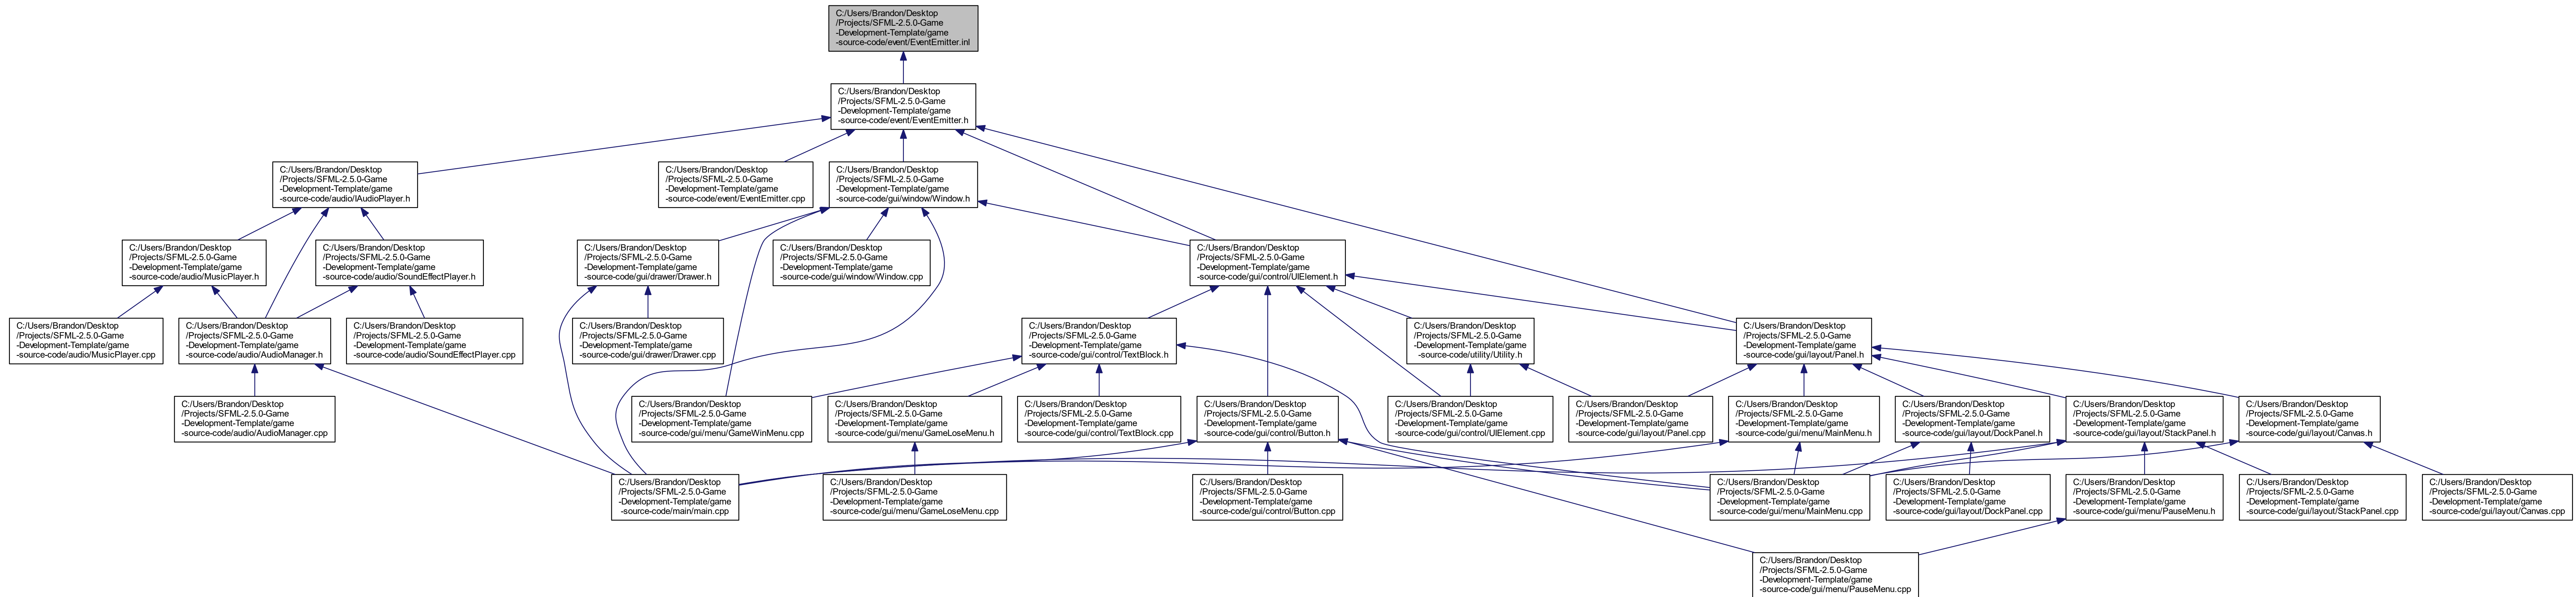 C:/Users/Brandon/Desktop
/Projects/SFML-2.5.0-Game
-Development-Template/game
-source-code/event/EventEmitter.inl
C:/Users/Brandon/Desktop
/Projects/SFML-2.5.0-Game
-Development-Template/game
-source-code/event/EventEmitter.h
C:/Users/Brandon/Desktop
/Projects/SFML-2.5.0-Game
-Development-Template/game
-source-code/audio/IAudioPlayer.h
C:/Users/Brandon/Desktop
/Projects/SFML-2.5.0-Game
-Development-Template/game
-source-code/event/EventEmitter.cpp
C:/Users/Brandon/Desktop
/Projects/SFML-2.5.0-Game
-Development-Template/game
-source-code/gui/window/Window.h
C:/Users/Brandon/Desktop
/Projects/SFML-2.5.0-Game
-Development-Template/game
-source-code/audio/MusicPlayer.h
C:/Users/Brandon/Desktop
/Projects/SFML-2.5.0-Game
-Development-Template/game
-source-code/audio/SoundEffectPlayer.h
C:/Users/Brandon/Desktop
/Projects/SFML-2.5.0-Game
-Development-Template/game
-source-code/gui/drawer/Drawer.h
C:/Users/Brandon/Desktop
/Projects/SFML-2.5.0-Game
-Development-Template/game
-source-code/gui/window/Window.cpp
C:/Users/Brandon/Desktop
/Projects/SFML-2.5.0-Game
-Development-Template/game
-source-code/gui/control/UIElement.h
C:/Users/Brandon/Desktop
/Projects/SFML-2.5.0-Game
-Development-Template/game
-source-code/audio/MusicPlayer.cpp
C:/Users/Brandon/Desktop
/Projects/SFML-2.5.0-Game
-Development-Template/game
-source-code/audio/AudioManager.h
C:/Users/Brandon/Desktop
/Projects/SFML-2.5.0-Game
-Development-Template/game
-source-code/audio/SoundEffectPlayer.cpp
C:/Users/Brandon/Desktop
/Projects/SFML-2.5.0-Game
-Development-Template/game
-source-code/gui/drawer/Drawer.cpp
C:/Users/Brandon/Desktop
/Projects/SFML-2.5.0-Game
-Development-Template/game
-source-code/gui/control/TextBlock.h
C:/Users/Brandon/Desktop
/Projects/SFML-2.5.0-Game
-Development-Template/game
-source-code/utility/Utility.h
C:/Users/Brandon/Desktop
/Projects/SFML-2.5.0-Game
-Development-Template/game
-source-code/gui/layout/Panel.h
C:/Users/Brandon/Desktop
/Projects/SFML-2.5.0-Game
-Development-Template/game
-source-code/audio/AudioManager.cpp
C:/Users/Brandon/Desktop
/Projects/SFML-2.5.0-Game
-Development-Template/game
-source-code/gui/menu/GameWinMenu.cpp
C:/Users/Brandon/Desktop
/Projects/SFML-2.5.0-Game
-Development-Template/game
-source-code/gui/menu/GameLoseMenu.h
C:/Users/Brandon/Desktop
/Projects/SFML-2.5.0-Game
-Development-Template/game
-source-code/gui/control/TextBlock.cpp
C:/Users/Brandon/Desktop
/Projects/SFML-2.5.0-Game
-Development-Template/game
-source-code/gui/control/Button.h
C:/Users/Brandon/Desktop
/Projects/SFML-2.5.0-Game
-Development-Template/game
-source-code/gui/control/UIElement.cpp
C:/Users/Brandon/Desktop
/Projects/SFML-2.5.0-Game
-Development-Template/game
-source-code/gui/layout/Panel.cpp
C:/Users/Brandon/Desktop
/Projects/SFML-2.5.0-Game
-Development-Template/game
-source-code/gui/menu/MainMenu.h
C:/Users/Brandon/Desktop
/Projects/SFML-2.5.0-Game
-Development-Template/game
-source-code/gui/layout/DockPanel.h
C:/Users/Brandon/Desktop
/Projects/SFML-2.5.0-Game
-Development-Template/game
-source-code/gui/layout/StackPanel.h
C:/Users/Brandon/Desktop
/Projects/SFML-2.5.0-Game
-Development-Template/game
-source-code/gui/layout/Canvas.h
C:/Users/Brandon/Desktop
/Projects/SFML-2.5.0-Game
-Development-Template/game
-source-code/main/main.cpp
C:/Users/Brandon/Desktop
/Projects/SFML-2.5.0-Game
-Development-Template/game
-source-code/gui/menu/GameLoseMenu.cpp
C:/Users/Brandon/Desktop
/Projects/SFML-2.5.0-Game
-Development-Template/game
-source-code/gui/control/Button.cpp
C:/Users/Brandon/Desktop
/Projects/SFML-2.5.0-Game
-Development-Template/game
-source-code/gui/menu/MainMenu.cpp
C:/Users/Brandon/Desktop
/Projects/SFML-2.5.0-Game
-Development-Template/game
-source-code/gui/layout/DockPanel.cpp
C:/Users/Brandon/Desktop
/Projects/SFML-2.5.0-Game
-Development-Template/game
-source-code/gui/menu/PauseMenu.h
C:/Users/Brandon/Desktop
/Projects/SFML-2.5.0-Game
-Development-Template/game
-source-code/gui/layout/StackPanel.cpp
C:/Users/Brandon/Desktop
/Projects/SFML-2.5.0-Game
-Development-Template/game
-source-code/gui/layout/Canvas.cpp
C:/Users/Brandon/Desktop
/Projects/SFML-2.5.0-Game
-Development-Template/game
-source-code/gui/menu/PauseMenu.cpp